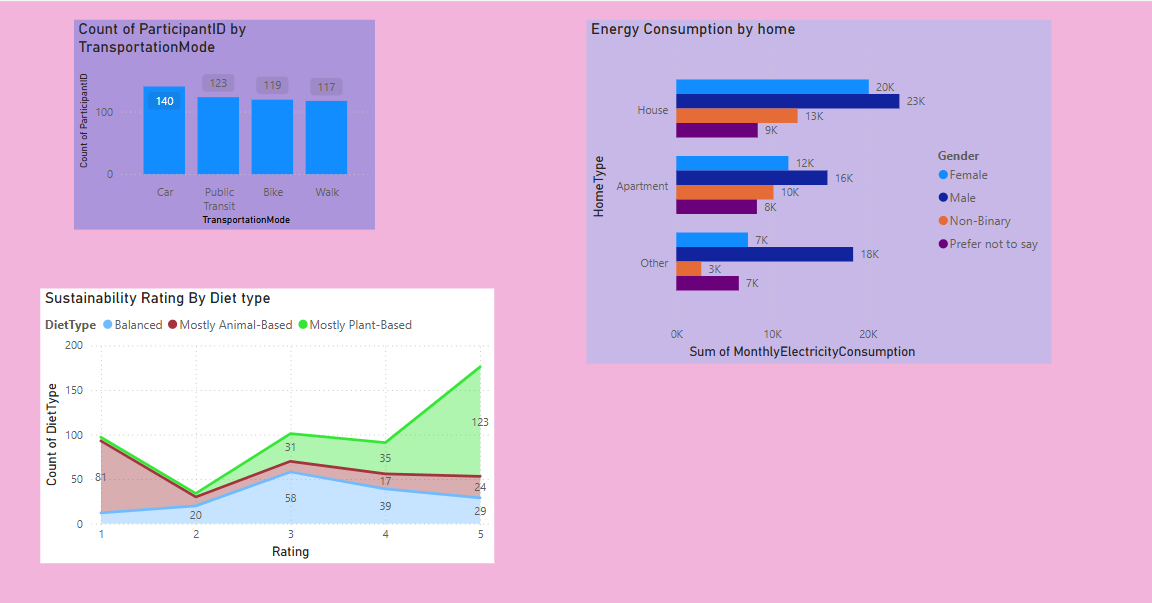 Count of ParticipantID by
TransportationMode
Count of ParticipantID
100
0
140
123
119
117
Car
Public
Transit
Bike
Walk
TransportationMode
Energy Consumption by home
HomeType
House
20K
23K
13K
9K
Apartment
12K
16K
10K
8K
Other
7K
18K
3K
7K
0K
10K
20K
Sum of MonthlyElectricityConsumption
Gender
Female
Male
Non-Binary
Prefer not to say
Sustainability Rating By Diet type
DietType Balanced Mostly Animal-Based Mostly Plant-Based
Count of DietType
200
150
100
50
0
81
20
31
58
35
17
39
123
24
29
1 2 3 4 5
Rating